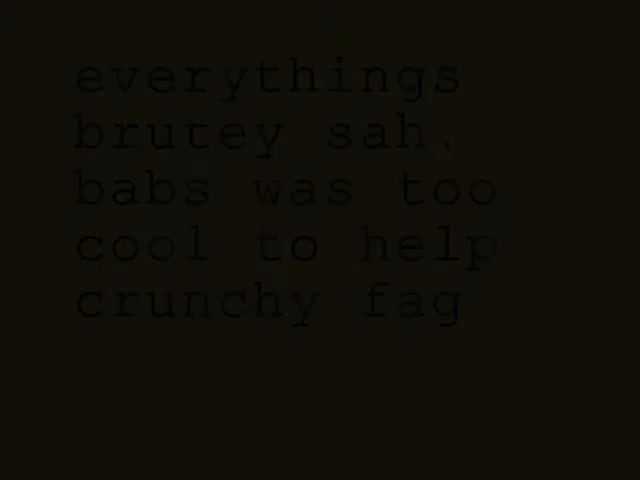 everythings
brutey sah.
babs was too
cool to help
crunchy fag